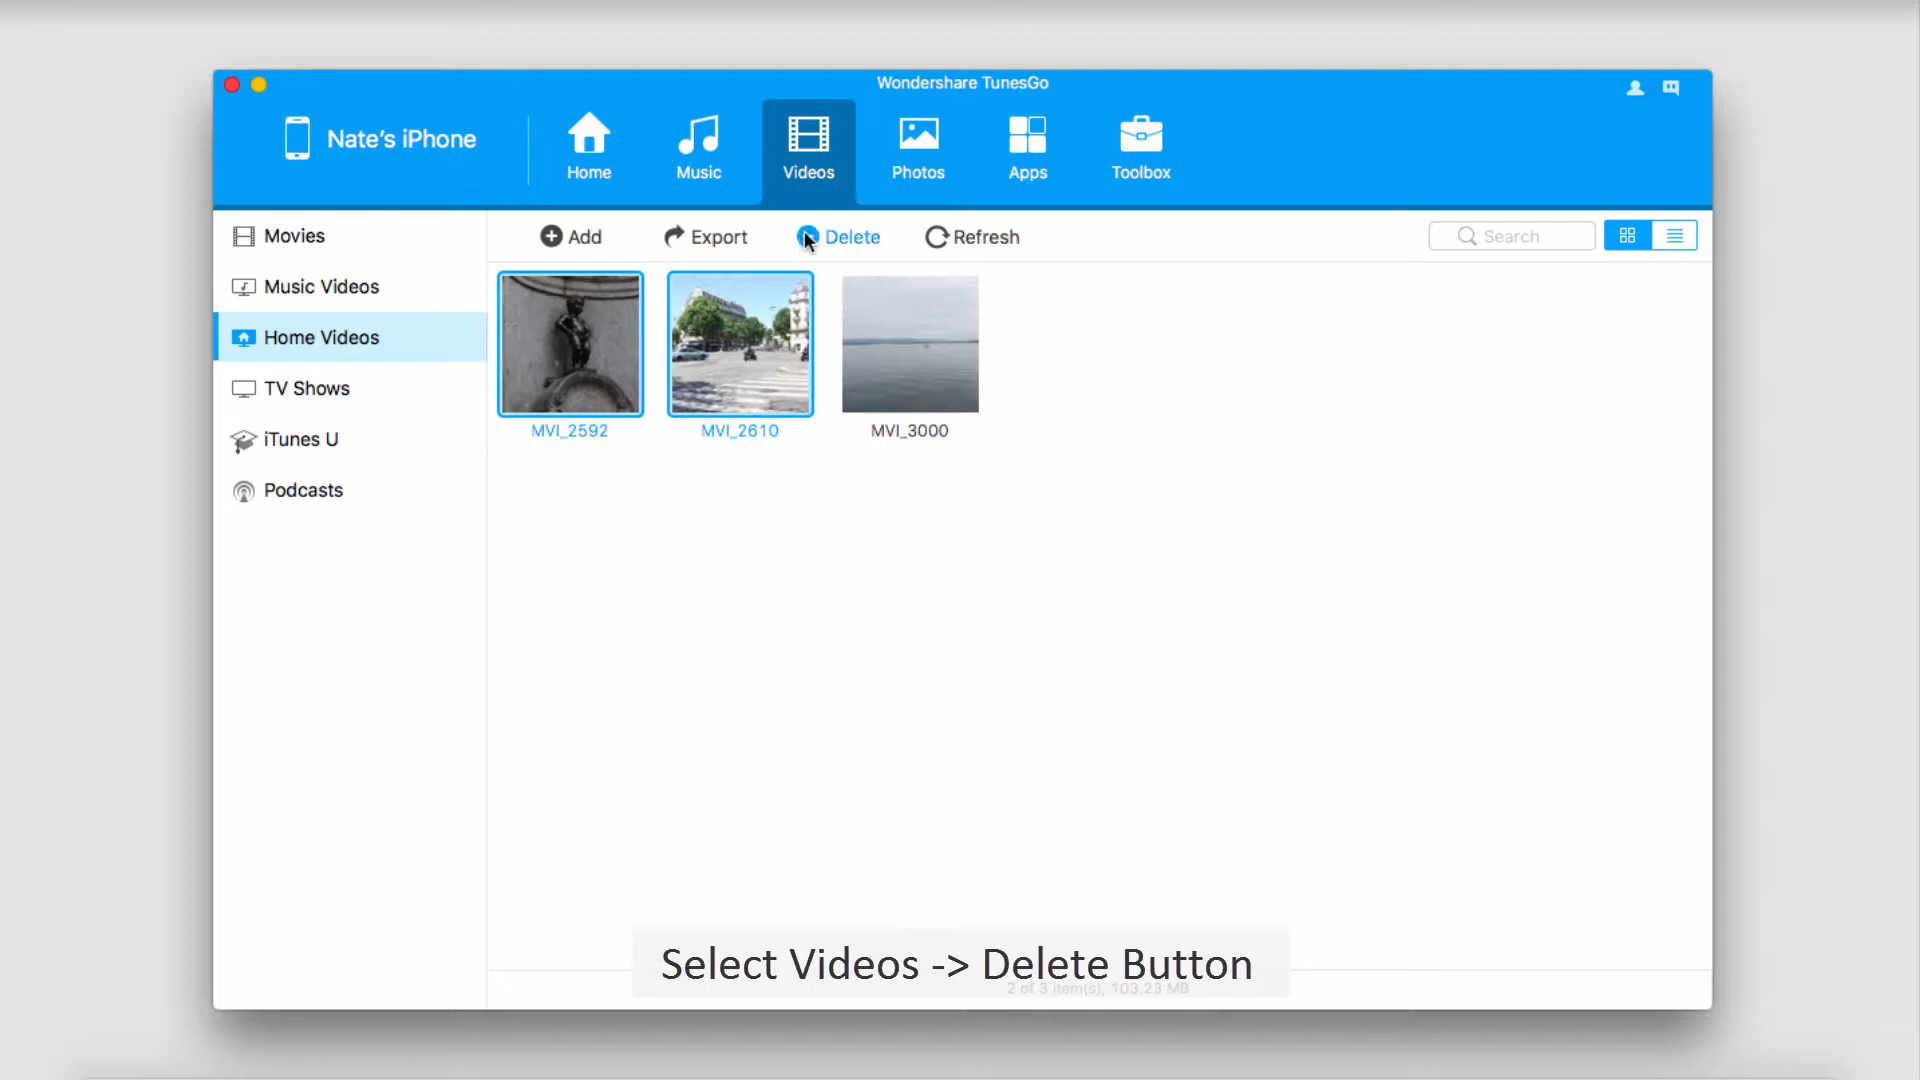 Wondershare TunesGo
Nate's iPhone
Home
Music
Videos
Photos
Apps
Toolbox
Movies
Music Videos
Home Videos
TV Shows
iTunes U
Podcasts
Add
Export
Delete
Refresh
Search
MVI_2592
MVI_2610
MVI_3000
Select Videos -> Delete Button
2 of 3 item(s), 103.23 MB